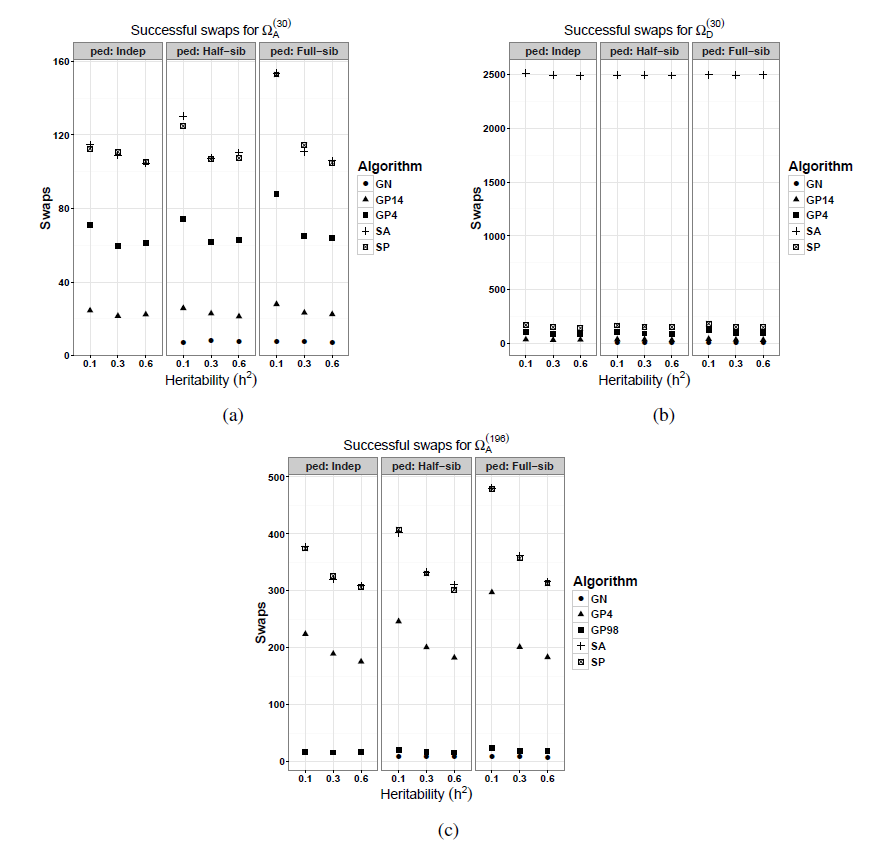 Successful swaps for Ω_A^(30)
ped: Indep ped: Half−sib ped: Full−sib
160
120
80
40
0
Swaps
0.1 0.3 0.6 0.1 0.3 0.6 0.1 0.3 0.6
Heritability (h²)
Algorithm
GN
GP14
GP4
SA
SP
(a)
Successful swaps for Ω_D^(30)
ped: Indep ped: Half−sib ped: Full−sib
2500
2000
1500
1000
500
0
Swaps
0.1 0.3 0.6 0.1 0.3 0.6 0.1 0.3 0.6
Heritability (h²)
Algorithm
GN
GP14
GP4
SA
SP
(b)
Successful swaps for Ω_A^(196)
ped: Indep ped: Half−sib ped: Full−sib
500
400
300
200
100
0
Swaps
0.1 0.3 0.6 0.1 0.3 0.6 0.1 0.3 0.6
Heritability (h²)
Algorithm
GN
GP4
GP98
SA
SP
(c)